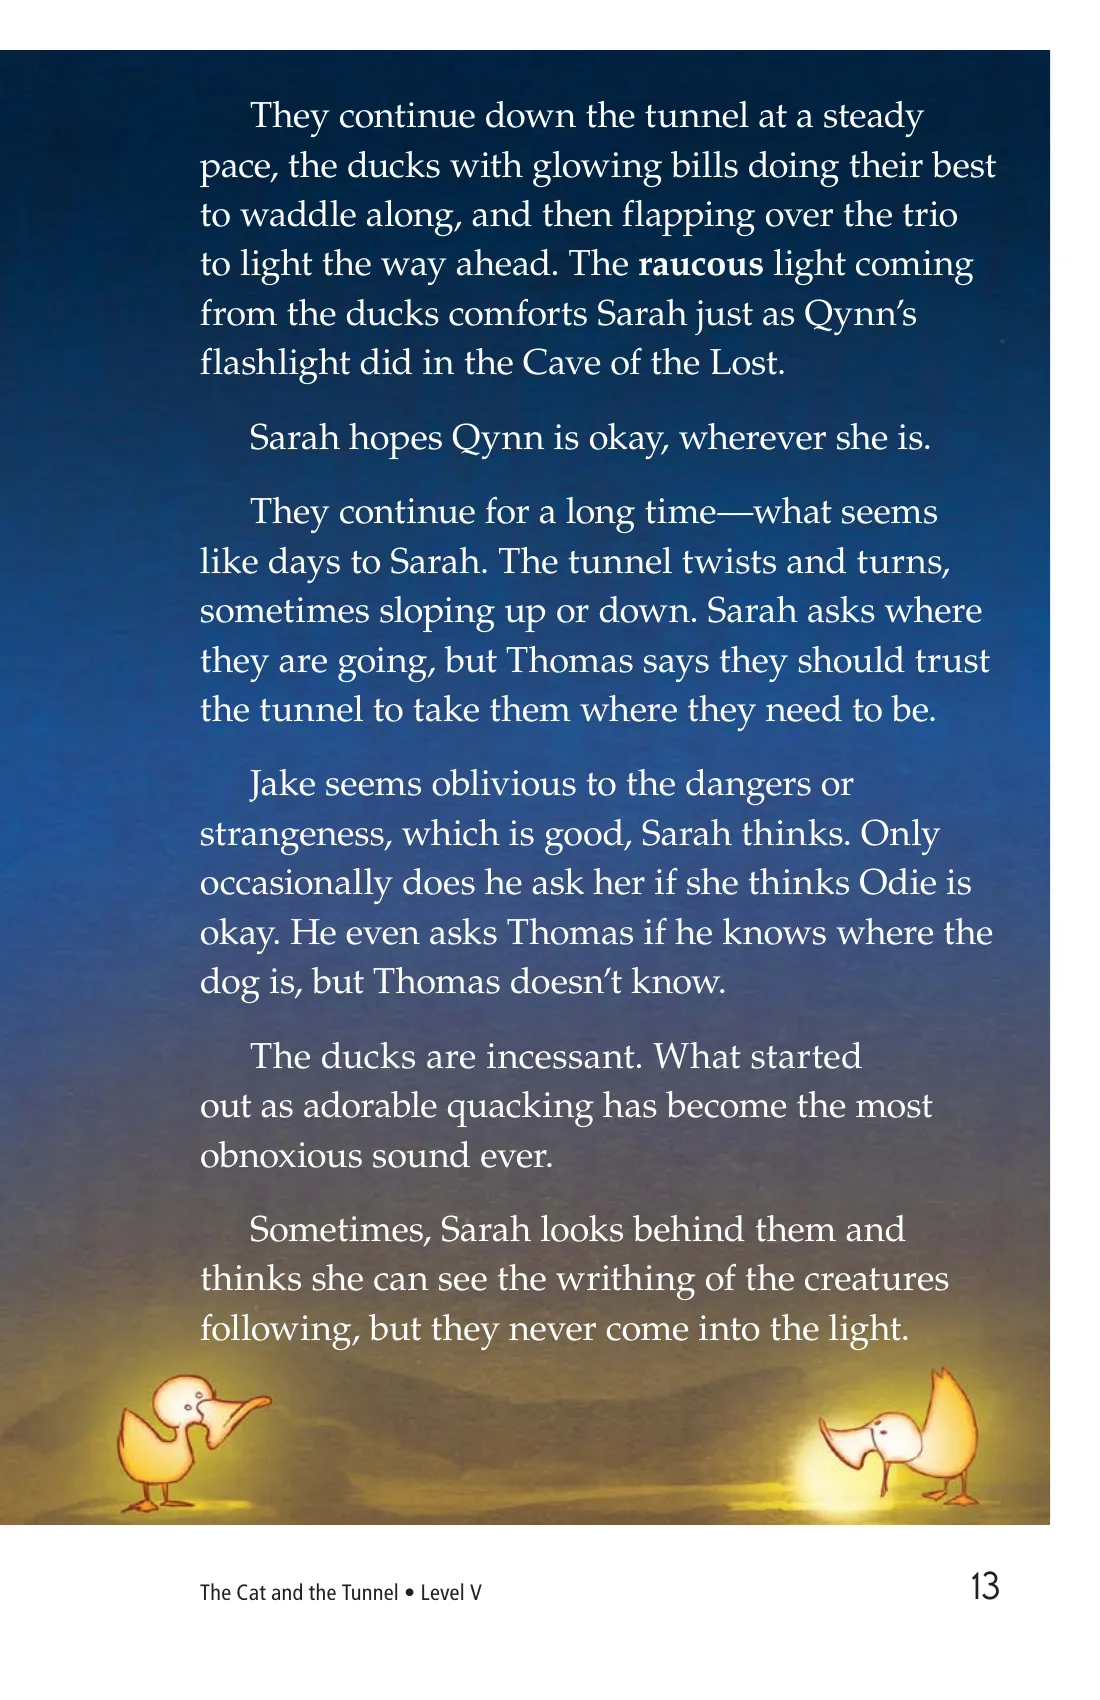 They continue down the tunnel at a steady
pace, the ducks with glowing bills doing their best
to waddle along, and then flapping over the trio
to light the way ahead. The raucous light coming
from the ducks comforts Sarah just as Qynn’s
flashlight did in the Cave of the Lost.
Sarah hopes Qynn is okay, wherever she is.
They continue for a long time—what seems
like days to Sarah. The tunnel twists and turns,
sometimes sloping up or down. Sarah asks where
they are going, but Thomas says they should trust
the tunnel to take them where they need to be.
Jake seems oblivious to the dangers or
strangeness, which is good, Sarah thinks. Only
occasionally does he ask her if she thinks Odie is
okay. He even asks Thomas if he knows where the
dog is, but Thomas doesn’t know.
The ducks are incessant. What started
out as adorable quacking has become the most
obnoxious sound ever.
Sometimes, Sarah looks behind them and
thinks she can see the writhing of the creatures
following, but they never come into the light.
The Cat and the Tunnel • Level V
13